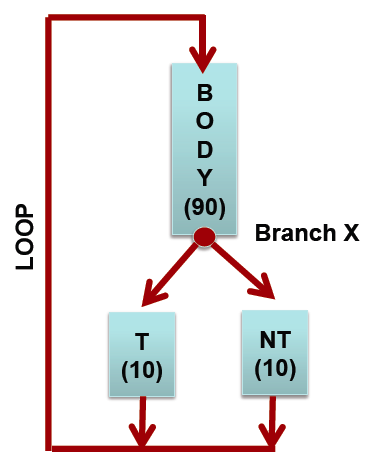 B
O
D
Y
(90)
Branch X
LOOP
T
(10)
NT
(10)